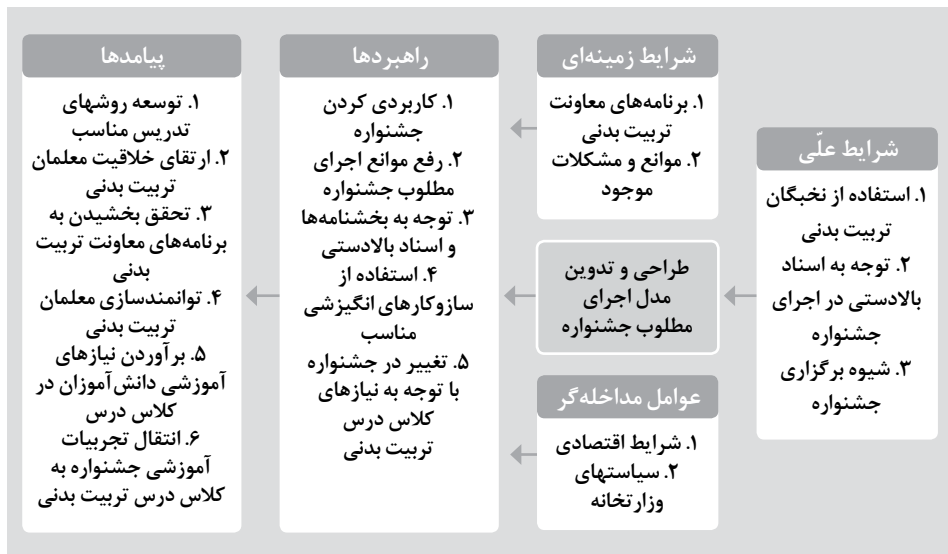 شرایط علّی
۱. استفاده از نخبگان
تربیت بدنی
۲. توجه به اسناد
بالادستی در اجرای
جشنواره
۳. شیوه برگزاری
جشنواره
شرایط زمینه‌ای
۱. برنامه‌های معاونت
تربیت بدنی
۲. موانع و مشکلات
موجود
طراحی و تدوین
مدل اجرای
مطلوب جشنواره
عوامل مداخله‌گر
۱. شرایط اقتصادی
۲. سیاستهای
وزارتخانه
راهبردها
۱. کاربردی کردن
جشنواره
۲. رفع موانع اجرای
مطلوب جشنواره
۳. توجه به بخشنامه‌ها
و اسناد بالادستی
۴. استفاده از
سازوکارهای انگیزشی
مناسب
۵. تغییر در جشنواره
با توجه به نیازهای
کلاس درس
تربیت بدنی
پیامدها
۱. توسعه روشهای
تدریس مناسب
۲. ارتقای خلاقیت معلمان
تربیت بدنی
۳. تحقق بخشیدن به
برنامه‌های معاونت تربیت
بدنی
۴. توانمندسازی معلمان
تربیت بدنی
۵. برآوردن نیازهای
آموزشی دانش‌آموزان در
کلاس درس
۶. انتقال تجربیات
آموزشی جشنواره به
کلاس درس تربیت بدنی